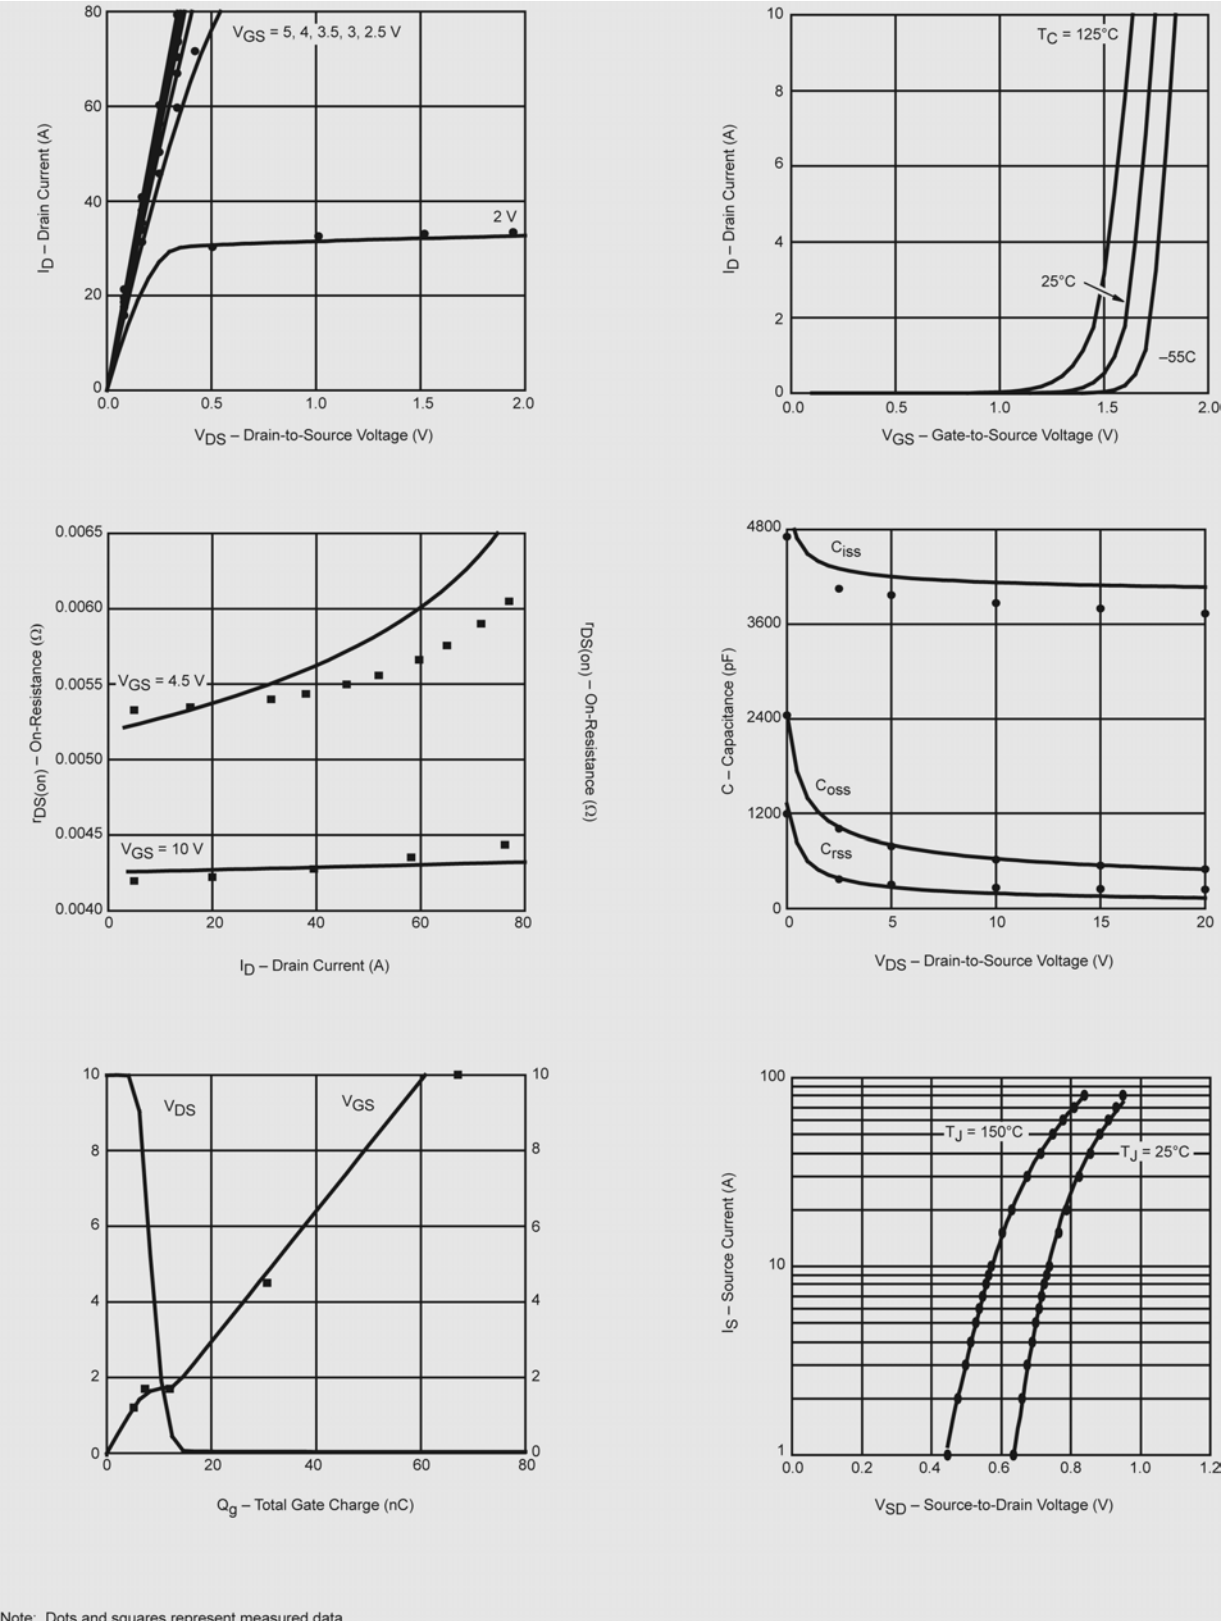 80
VGS = 5, 4, 3.5, 3, 2.5 V
60
40
2 V
20
0
0.0 0.5 1.0 1.5 2.0
ID – Drain Current (A)
VDS – Drain-to-Source Voltage (V)
10
TC = 125°C
8
6
4
25°C
2
–55C
0
0.0 0.5 1.0 1.5 2.0
ID – Drain Current (A)
VGS – Gate-to-Source Voltage (V)
0.0065
0.0060
0.0055
VGS = 4.5 V
0.0050
0.0045
VGS = 10 V
0.0040
0 20 40 60 80
rDS(on) – On-Resistance (Ω)
ID – Drain Current (A)
rDS(on) – On-Resistance (Ω)
4800
Ciss
3600
2400
Coss
1200
Crss
0
0 5 10 15 20
C – Capacitance (pF)
VDS – Drain-to-Source Voltage (V)
10 10
VDS VGS
8 8
6 6
4 4
2 2
0 0
0 20 40 60 80
Qg – Total Gate Charge (nC)
100
TJ = 150°C
TJ = 25°C
10
1
0.0 0.2 0.4 0.6 0.8 1.0 1.2
IS – Source Current (A)
VSD – Source-to-Drain Voltage (V)
Note: Dots and squares represent measured data